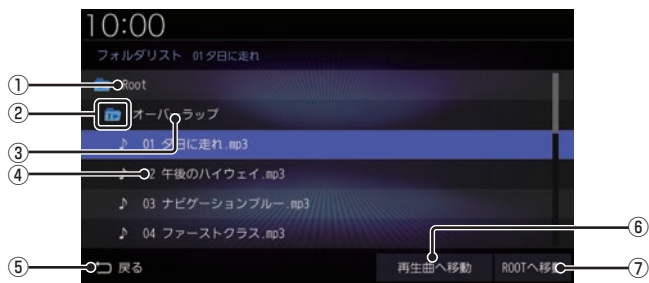 10:00
フォルダリスト 01夕日に走れ
① Root
② オーバーラップ
③ 01 夕日に走れ.mp3
④ 02 午後のハイウェイ.mp3
03 ナビゲーションブルー.mp3
04 ファーストクラス.mp3
⑥
⑤ 戻る 再生曲へ移動 ROOTへ移動 ⑦